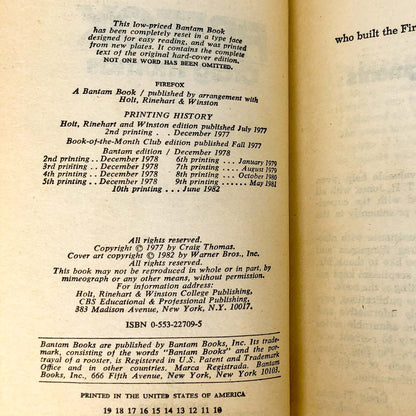 This low-priced Bantam Book
has been completely reset in a type face
designed for easy reading, and was printed
from new plates. It contains the complete
text of the original hard-cover edition.
NOT ONE WORD HAS BEEN OMITTED.
FIREFOX
A Bantam Book / published by arrangement with
Holt, Rinehart & Winston
PRINTING HISTORY
Holt, Rinehart and Winston edition published July 1977
2nd printing . . December 1977
Book-of-the-Month Club edition published Fall 1977
Bantam edition / December 1978
2nd printing . . December 1978 6th printing . . . January 1979
3rd printing . . December 1978 7th printing . . . August 1979
4th printing . . December 1978 8th printing . . October 1980
5th printing . . December 1978 9th printing . . . . May 1981
10th printing . . . June 1982
All rights reserved.
Copyright © 1977 by Craig Thomas.
Cover art copyright © 1982 by Warner Bros., Inc.
This book may not be reproduced in whole or in part, by
mimeograph or any other means, without permission.
For information address:
Holt, Rinehart & Winston College Publishing,
CBS Educational & Professional Publishing,
383 Madison Avenue, New York, N.Y. 10017.
ISBN 0-553-22709-5
Bantam Books are published by Bantam Books, Inc. Its trade-
mark, consisting of the words "Bantam Books" and the por-
trayal of a rooster, is Registered in U.S. Patent and Trademark
Office and in other countries. Marca Registrada. Bantam
Books, Inc., 666 Fifth Avenue, New York, New York 10103.
PRINTED IN THE UNITED STATES OF AMERICA
19 18 17 16 15 14 13 12 11 10
who built the Fir